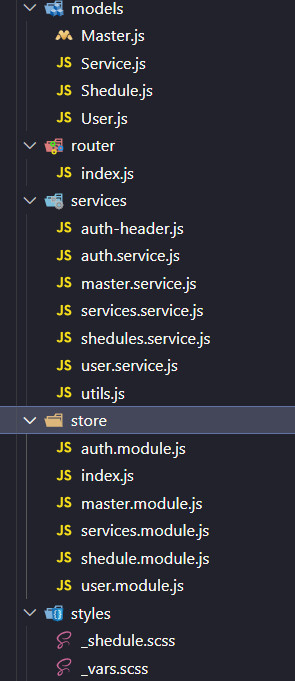 models
Master.js
JS Service.js
JS Shedule.js
JS User.js
router
JS index.js
services
JS auth-header.js
JS auth.service.js
JS master.service.js
JS services.service.js
JS shedules.service.js
JS user.service.js
JS utils.js
store
JS auth.module.js
JS index.js
JS master.module.js
JS services.module.js
JS shedule.module.js
JS user.module.js
styles
_shedule.scss
_vars.scss